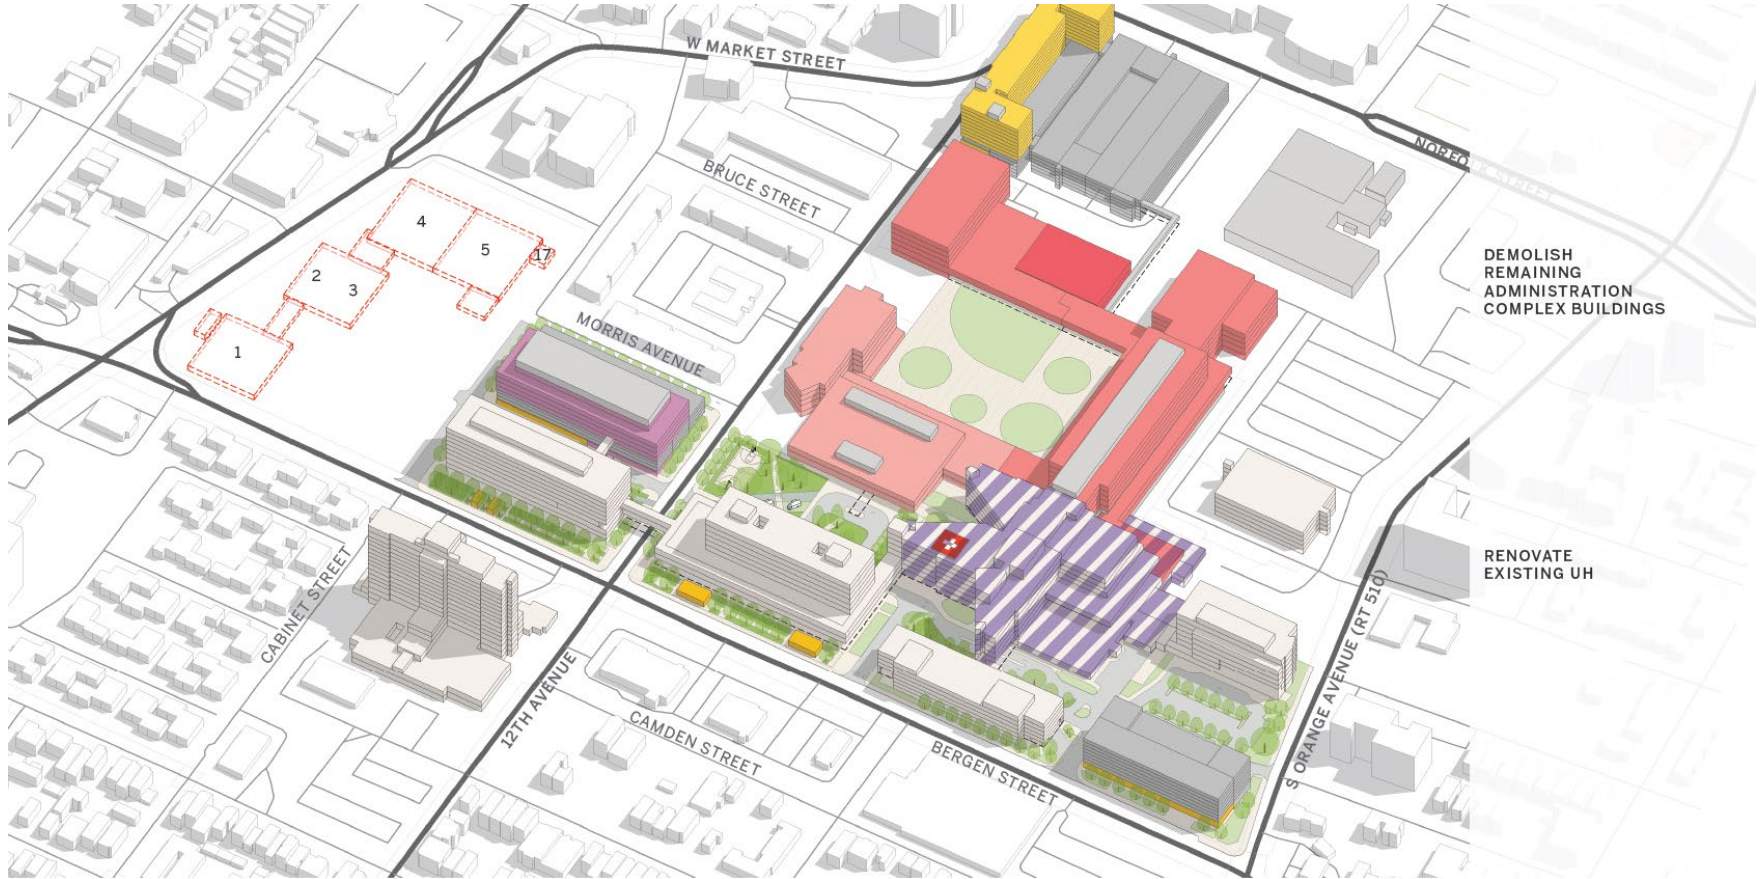 W MARKET STREET
NORFOLK STREET
BRUCE STREET
4
5
17
2
3
1
MORRIS AVENUE
DEMOLISH
REMAINING
ADMINISTRATION
COMPLEX BUILDINGS
RENOVATE
EXISTING UH
CABINET STREET
12TH AVENUE
CAMDEN STREET
BERGEN STREET
S ORANGE AVENUE (RT 510)